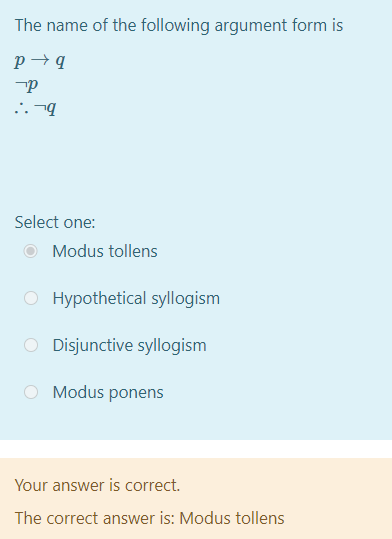 The name of the following argument form is
p → q
¬p
∴ ¬q
Select one:
Modus tollens
Hypothetical syllogism
Disjunctive syllogism
Modus ponens
Your answer is correct.
The correct answer is: Modus tollens